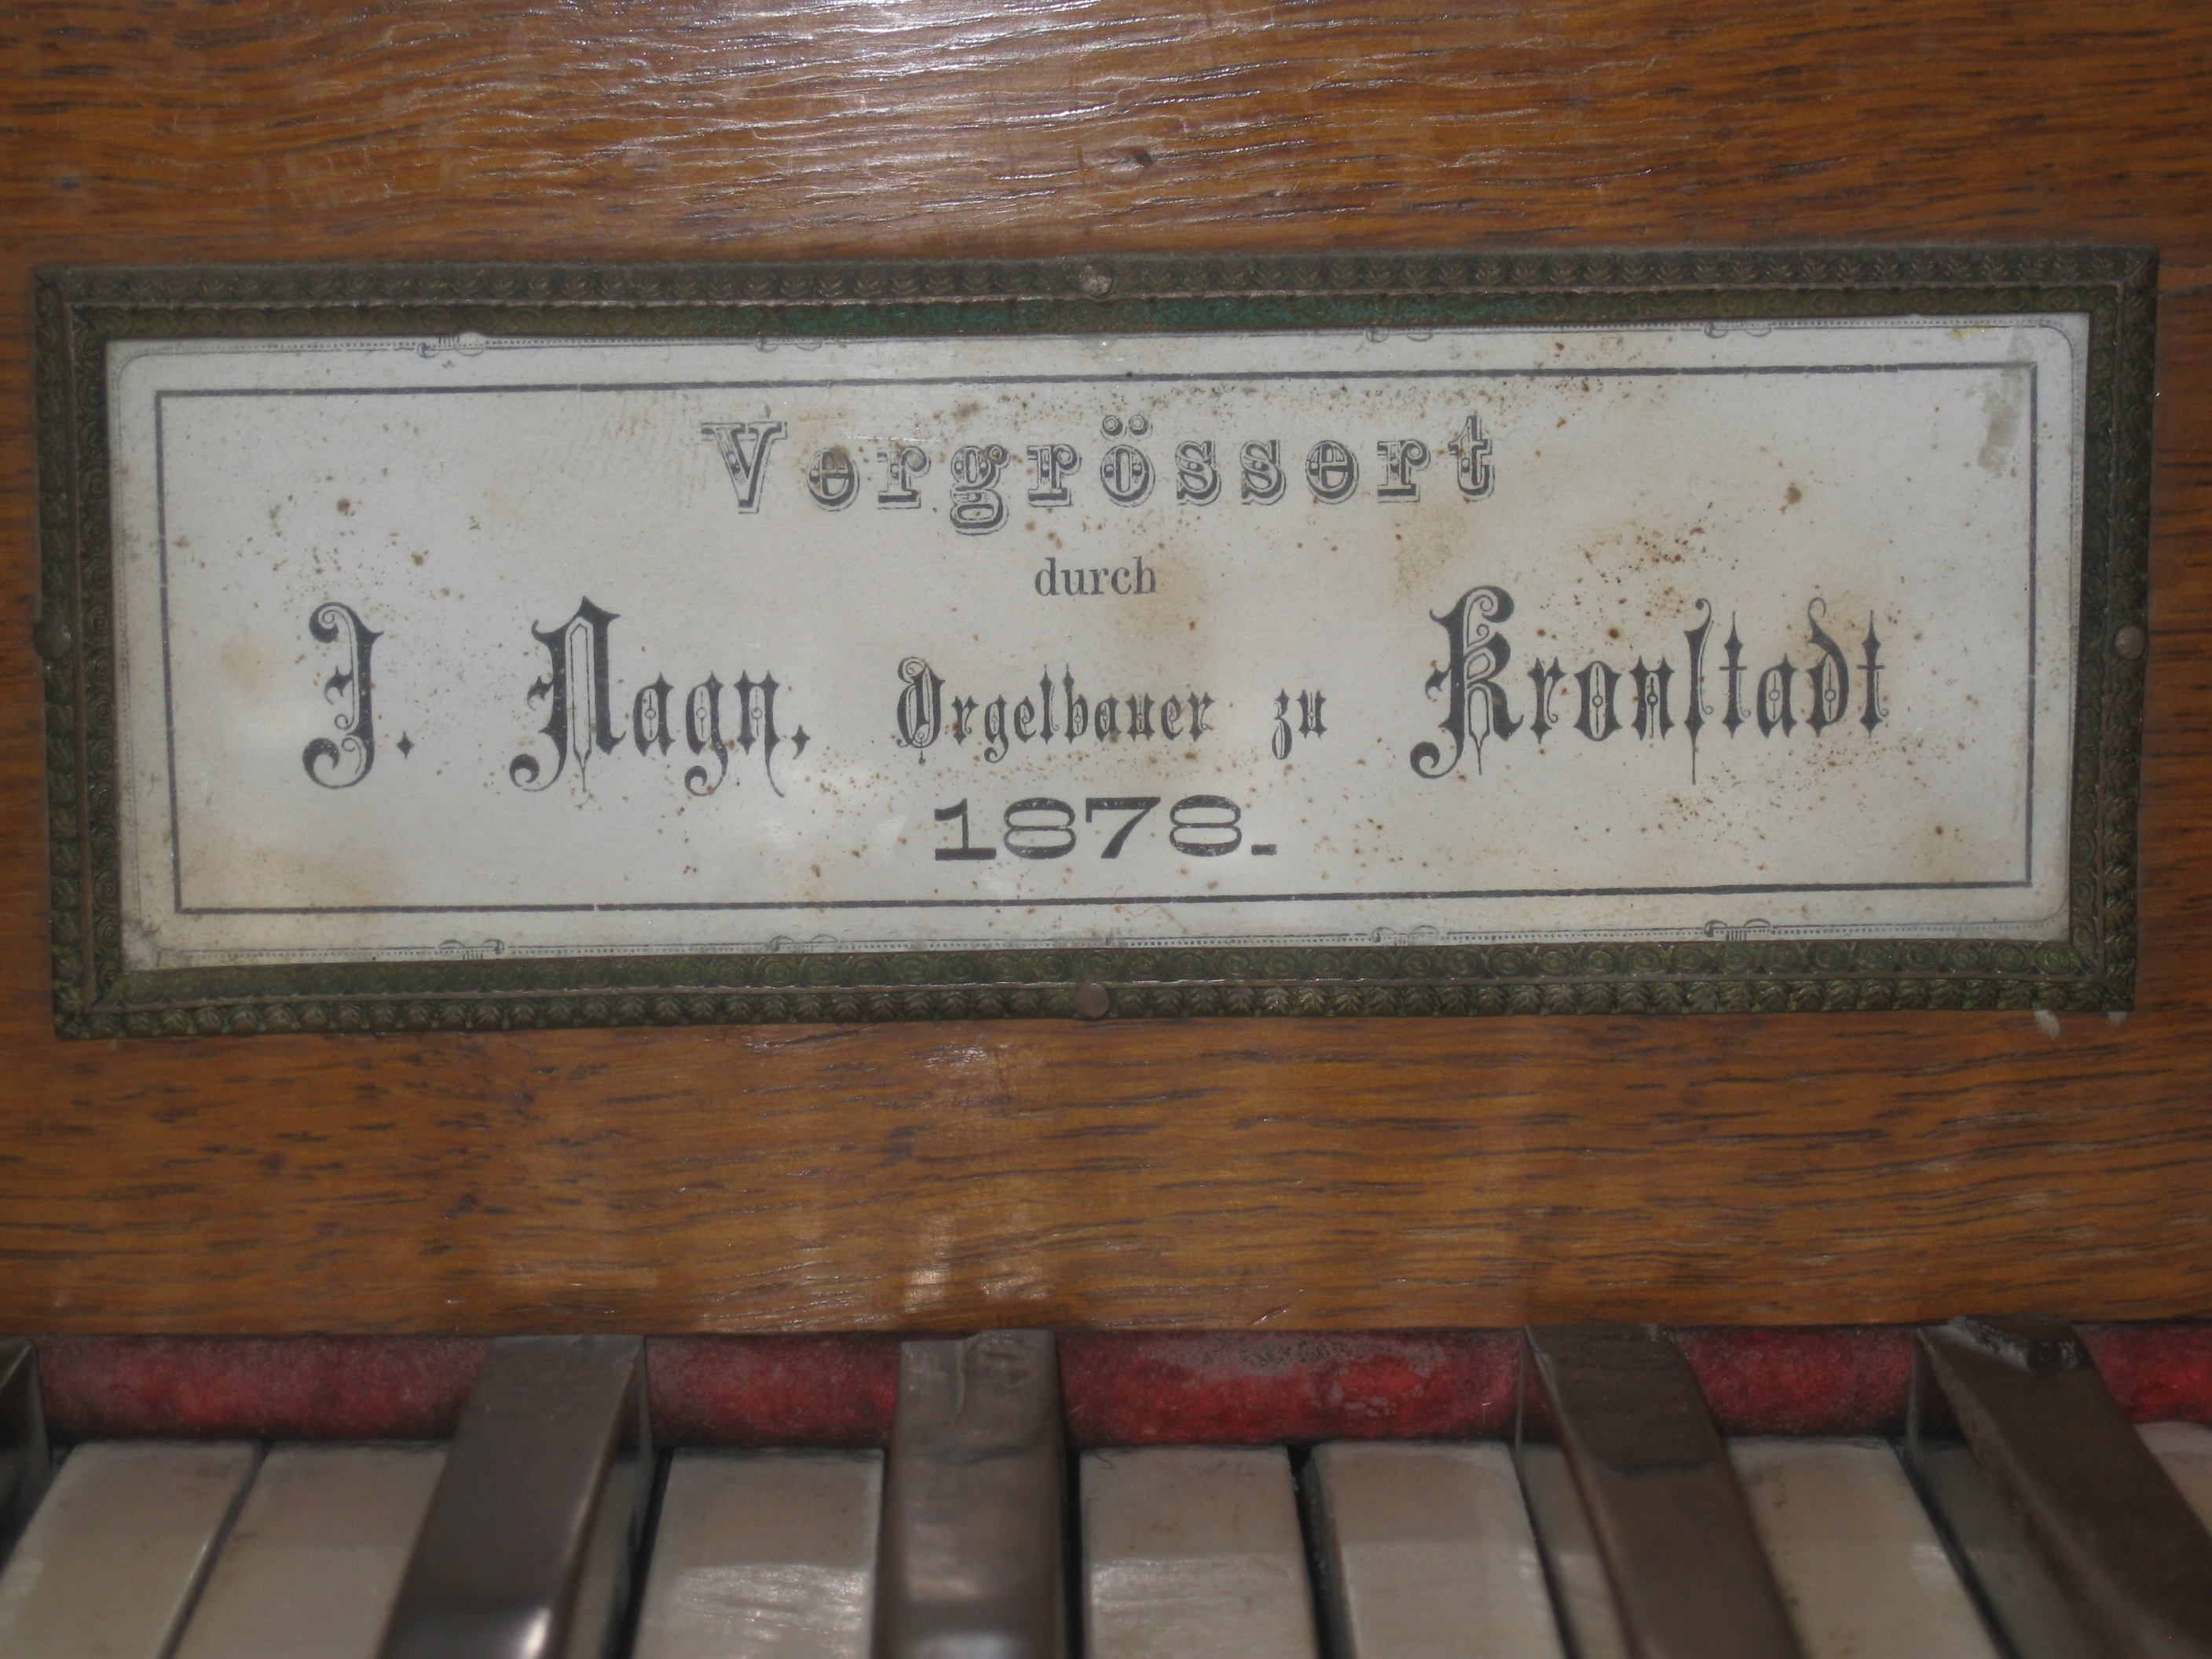 Vergrössert
durch
J. Nagy, Orgelbauer zu Kronstadt
1878.